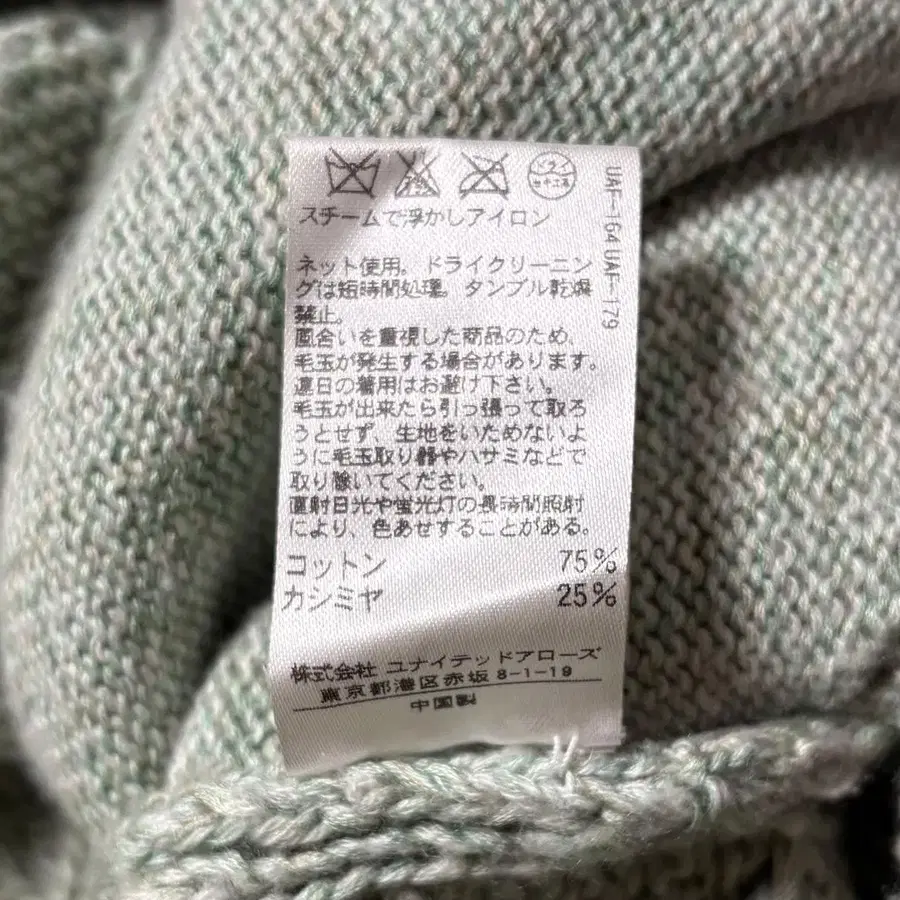 スチームで浮かしアイロン
ネット使用。ドライクリーニン
グは短時間処理。タンブル乾燥
禁止。
風合いを重視した商品のため、
毛玉が発生する場合があります。
連日の着用はお避け下さい。
毛玉が出来たら引っ張って取ろ
うとせず、生地をいためないよ
うに毛玉取り器やハサミなどで
取り除いてください。
直射日光や蛍光灯の長時間照射
により、色あせすることがある。
コットン 75%
カシミヤ 25%
株式会社 ユナイテッドアローズ
東京都港区赤坂 8-1-19
中国製
UAF-164 UAF-179